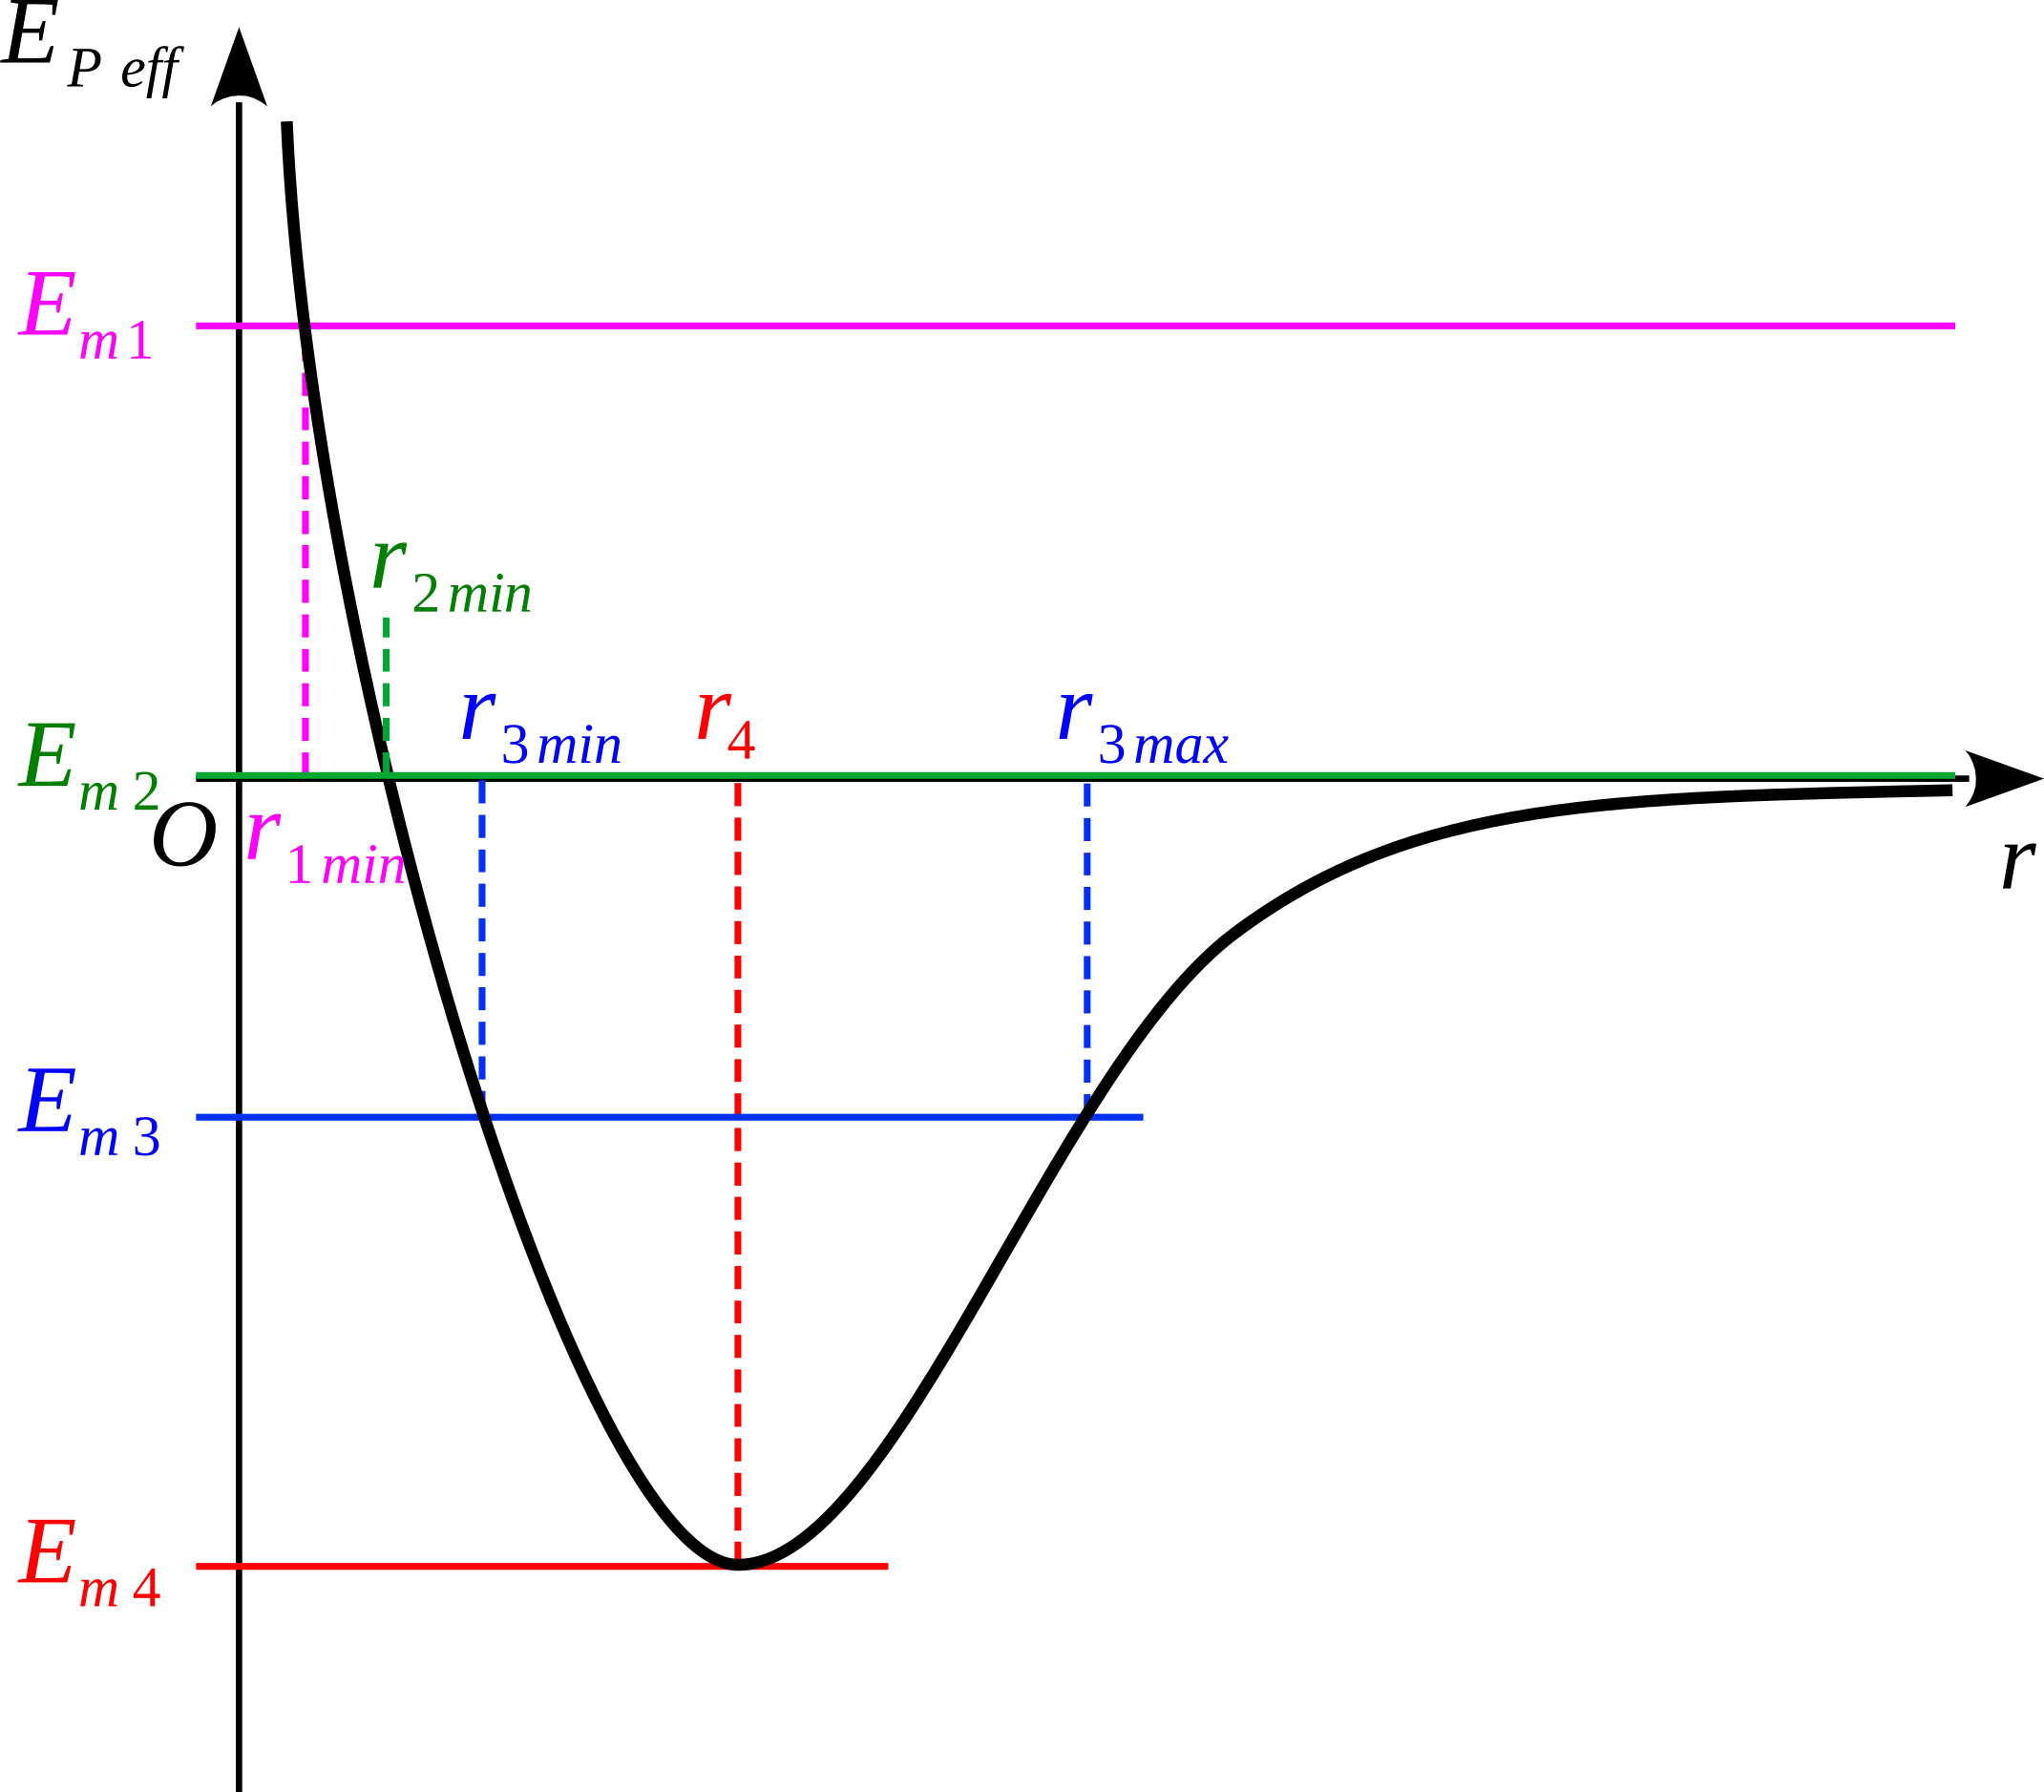 E P eff
E m 1
r 2 min
r 3 min
r 4
r 3 max
E m 2
O
r 1 min
r
E m 3
E m 4